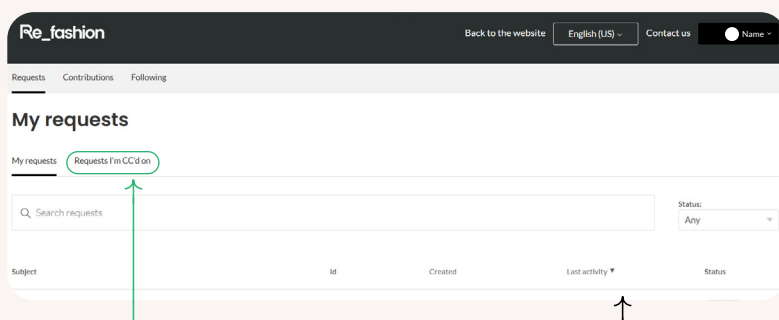 Re_fashion
Back to the website English (US) Contact us Name
Requests Contributions Following
My requests
My requests Requests I'm CC'd on
Search requests
Status:
Any
Subject Id Created Last activity ▼ Status